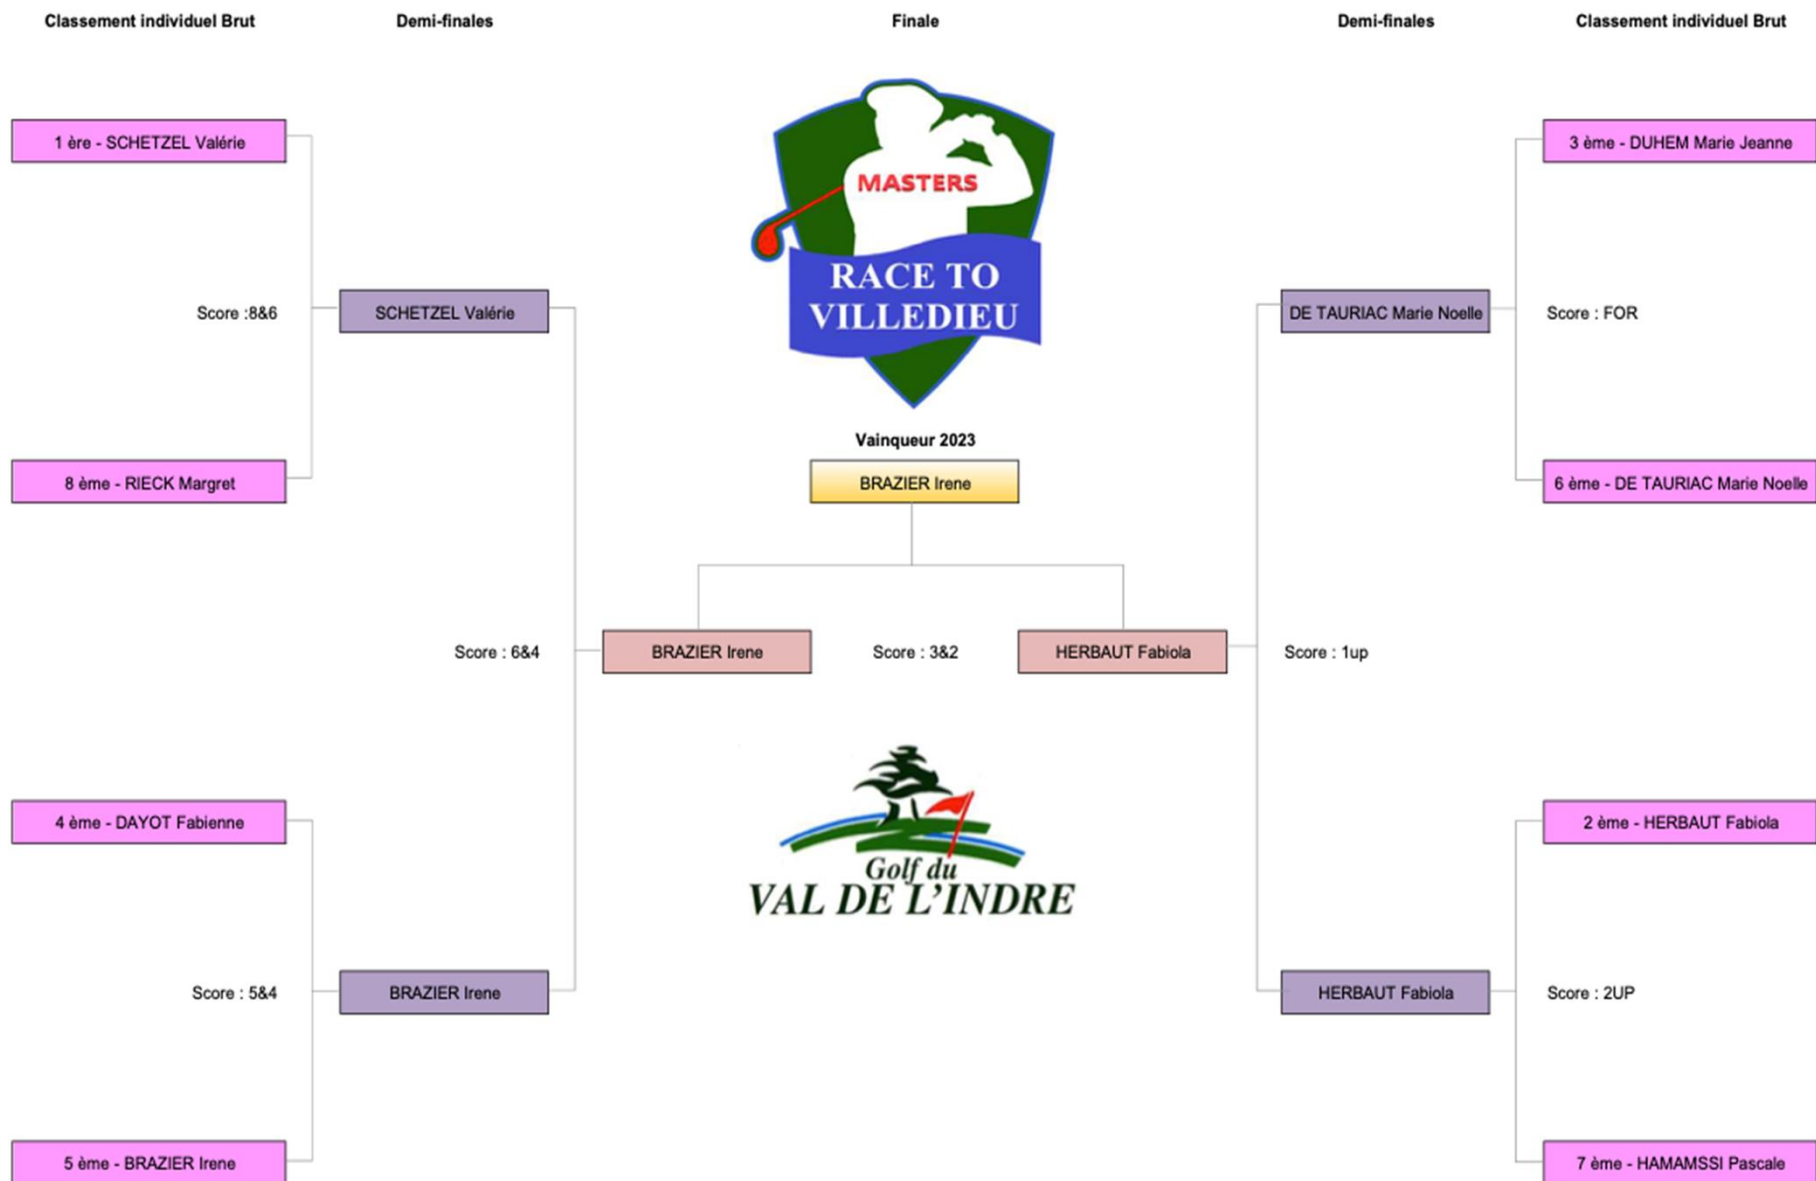 Classement individuel Brut
Demi-finales
Finale
Demi-finales
Classement individuel Brut
1 ère - SCHETZEL Valérie
3 ème - DUHEM Marie Jeanne
MASTERS
RACE TO
VILLEDIEU
Score :8&6
SCHETZEL Valérie
DE TAURIAC Marie Noelle
Score : FOR
Vainqueur 2023
8 ème - RIECK Margret
BRAZIER Irene
6 ème - DE TAURIAC Marie Noelle
Score : 6&4
BRAZIER Irene
Score : 3&2
HERBAUT Fabiola
Score : 1up
4 ème - DAYOT Fabienne
2 ème - HERBAUT Fabiola
Golf du
VAL DE L'INDRE
Score : 5&4
BRAZIER Irene
HERBAUT Fabiola
Score : 2UP
5 ème - BRAZIER Irene
7 ème - HAMAMSSI Pascale